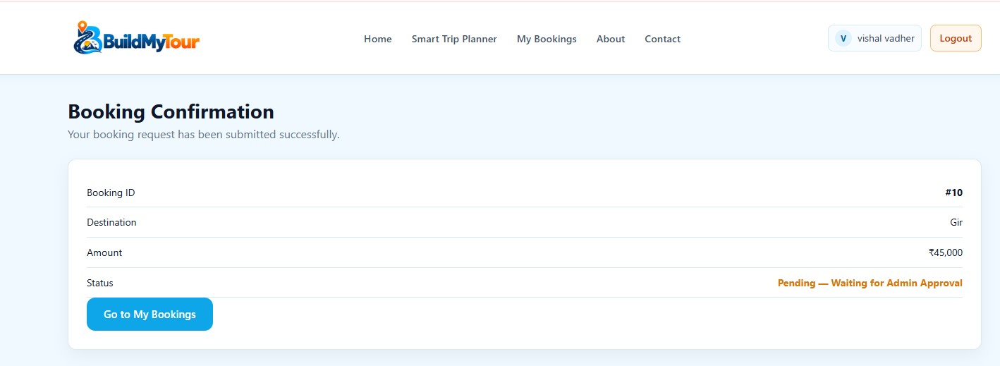 BuildMyTour
Home Smart Trip Planner My Bookings About Contact
V vishal vadher Logout
Booking Confirmation
Your booking request has been submitted successfully.
Booking ID #10
Destination Gir
Amount ₹45,000
Status Pending — Waiting for Admin Approval
Go to My Bookings